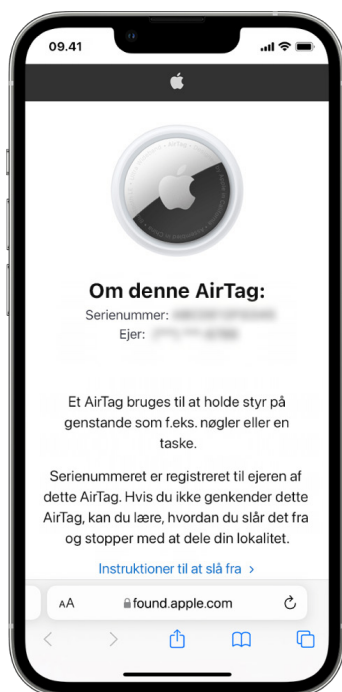 09.41
Om denne AirTag:
Serienummer:
Ejer:
Et AirTag bruges til at holde styr på
genstande som f.eks. nøgler eller en
taske.
Serienummeret er registreret til ejeren af
dette AirTag. Hvis du ikke genkender dette
AirTag, kan du lære, hvordan du slår det fra
og stopper med at dele din lokalitet.
Instruktioner til at slå fra >
AA
found.apple.com